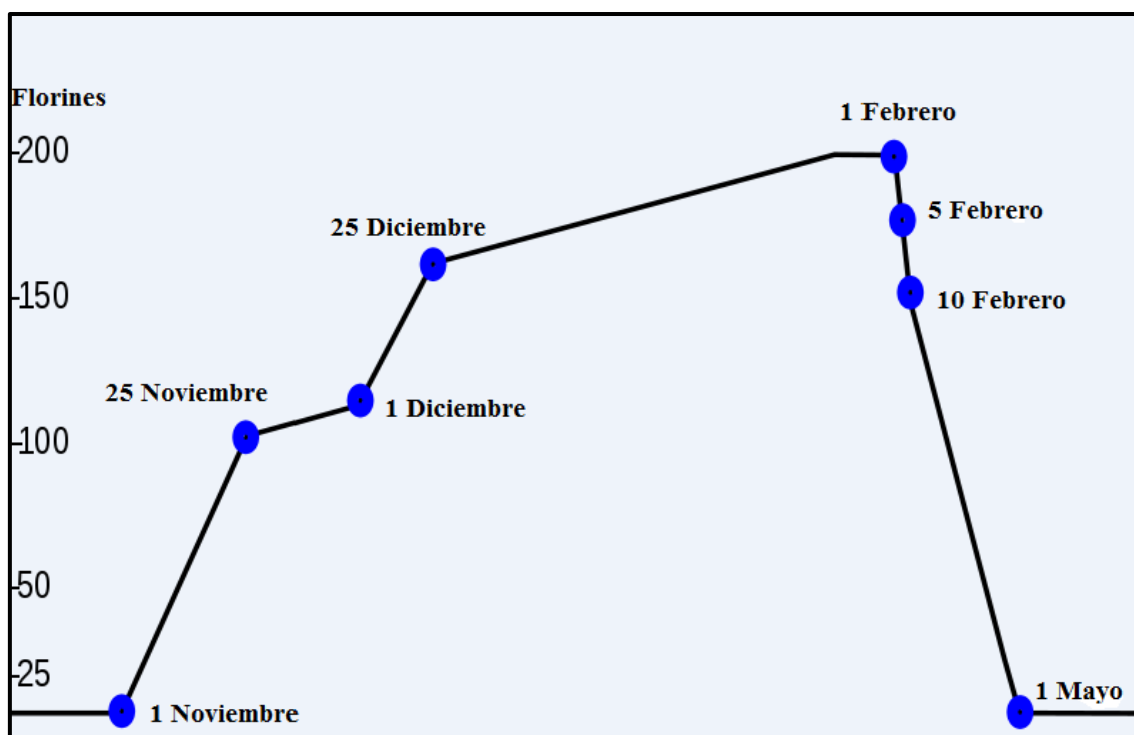 Florines
200
150
100
50
25
1 Noviembre
25 Noviembre
1 Diciembre
25 Diciembre
1 Febrero
5 Febrero
10 Febrero
1 Mayo